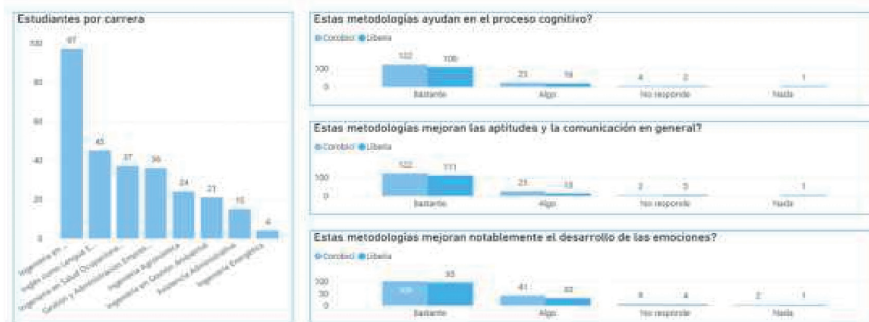 Estudiantes por carrera
100
80
60
40
20
0
97
45
37
36
24
21
15
4
Ingeniería en ...
Inglés como Lengua E...
Ingeniería en Salud Ocupaciona...
Gestión y Administración Empres...
Ingeniería Agronómica
Ingeniería en Gestión Ambiental
Asistencia Administrativa
Ingeniería Energética
Estas metodologías ayudan en el proceso cognitivo?
Corobicí Liberia
100
0
122 108
23 19
4 2
1
Bastante Algo No responde Nada
Estas metodologías mejoran las aptitudes y la comunicación en general?
Corobicí Liberia
100
0
122 111
23 13
2 5
1
Bastante Algo No responde Nada
Estas metodologías mejoran notablemente el desarrollo de las emociones?
Corobicí Liberia
100
50
0
93
41 32
4
2 1
Bastante Algo No responde Nada